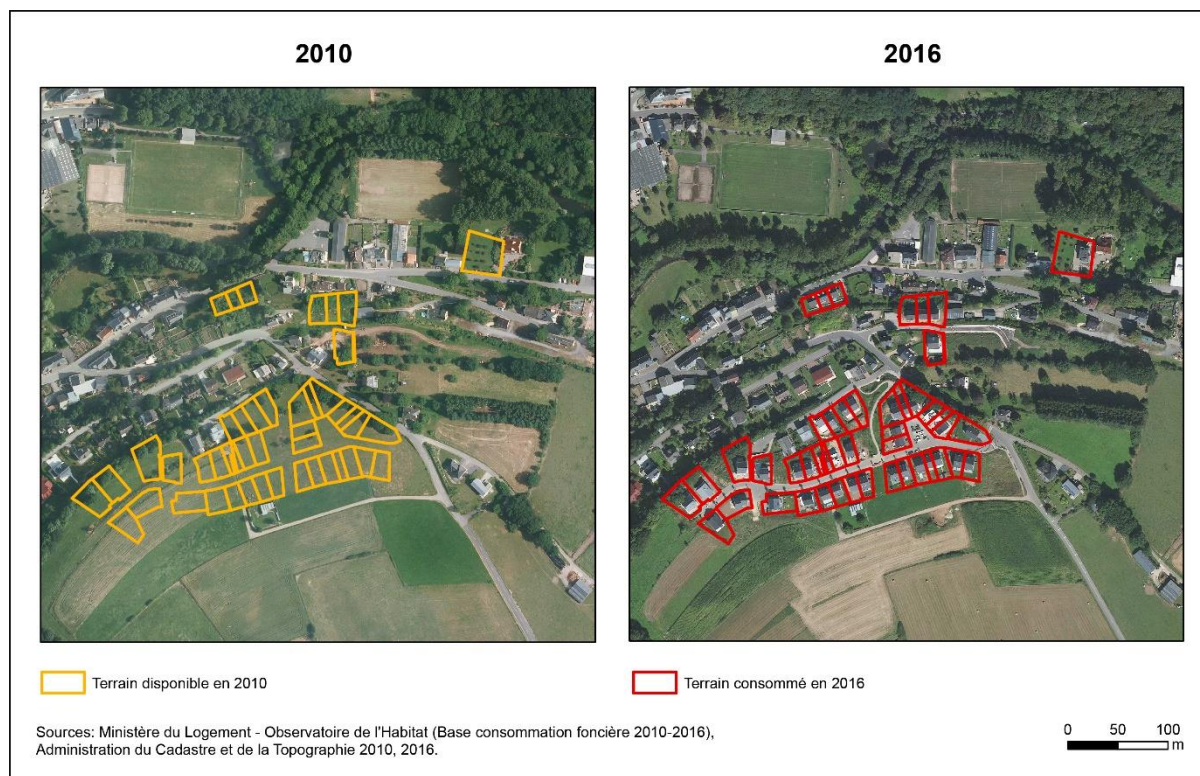 2010
2016
Terrain disponible en 2010
Terrain consommé en 2016
Sources: Ministère du Logement - Observatoire de l'Habitat (Base consommation foncière 2010-2016),
Administration du Cadastre et de la Topographie 2010, 2016.
0 50 100
m